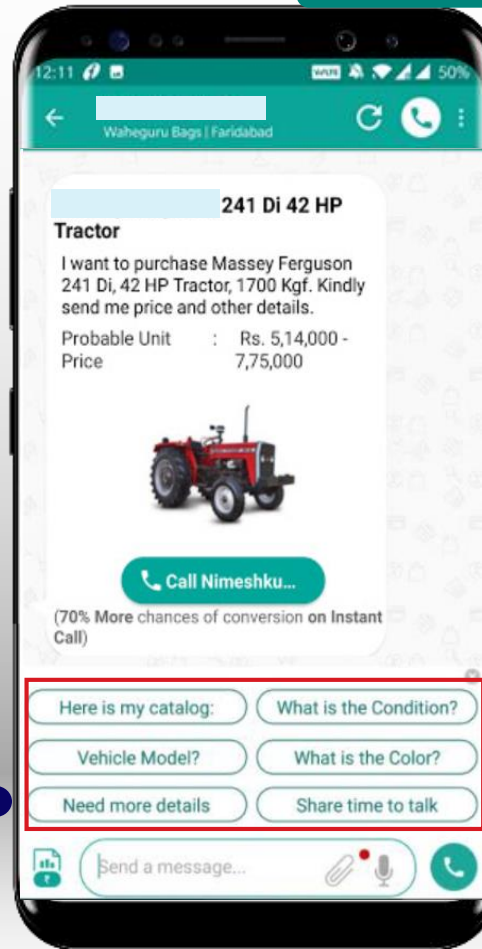 12:11 50%
Waheguru Bags | Faridabad
241 Di 42 HP
Tractor
I want to purchase Massey Ferguson
241 Di, 42 HP Tractor, 1700 Kgf. Kindly
send me price and other details.
Probable Unit : Rs. 5,14,000 -
Price 7,75,000
Call Nimeshku...
(70% More chances of conversion on Instant
Call)
Here is my catalog: What is the Condition?
Vehicle Model? What is the Color?
Need more details Share time to talk
Send a message...